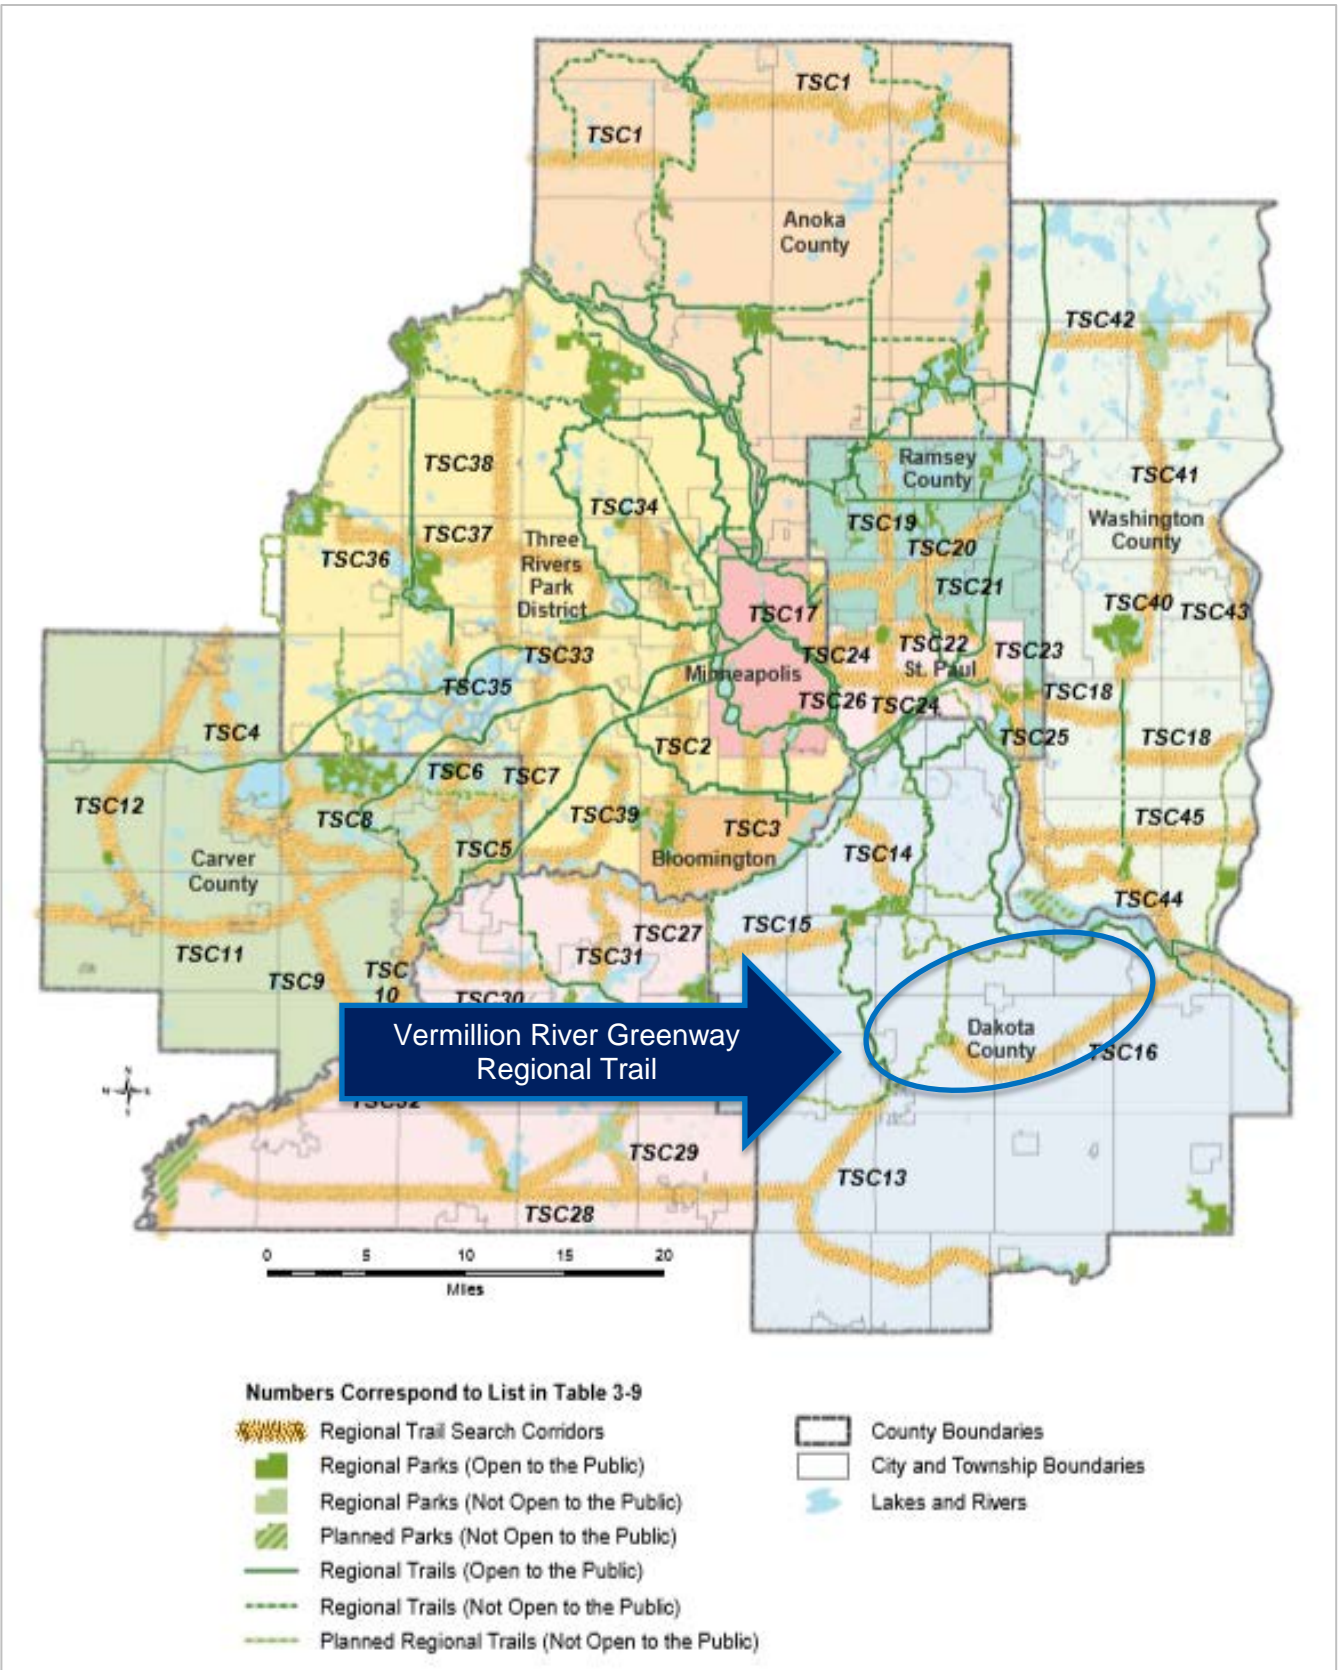 TSC1
TSC1
Anoka
County
TSC42
TSC38
Ramsey
County
TSC41
TSC34
TSC37
TSC19
Washington
County
TSC36
Three
Rivers
Park
District
TSC20
TSC21
TSC17
TSC40
TSC43
TSC33
TSC24
TSC22
St. Paul
TSC23
Minneapolis
TSC35
TSC26
TSC24
TSC18
TSC4
TSC2
TSC25
TSC18
TSC6
TSC7
TSC12
TSC8
TSC39
TSC3
TSC45
TSC5
Bloomington
TSC14
Carver
County
TSC44
TSC15
TSC27
TSC11
TSC31
TSC9
TSC
10
TSC30
Vermillion River Greenway
Regional Trail
Dakota
County
TSC16
TSC32
N
TSC29
TSC13
TSC28
0 5 10 15 20
Miles
Numbers Correspond to List in Table 3-9
Regional Trail Search Corridors
Regional Parks (Open to the Public)
Regional Parks (Not Open to the Public)
Planned Parks (Not Open to the Public)
Regional Trails (Open to the Public)
Regional Trails (Not Open to the Public)
Planned Regional Trails (Not Open to the Public)
County Boundaries
City and Township Boundaries
Lakes and Rivers